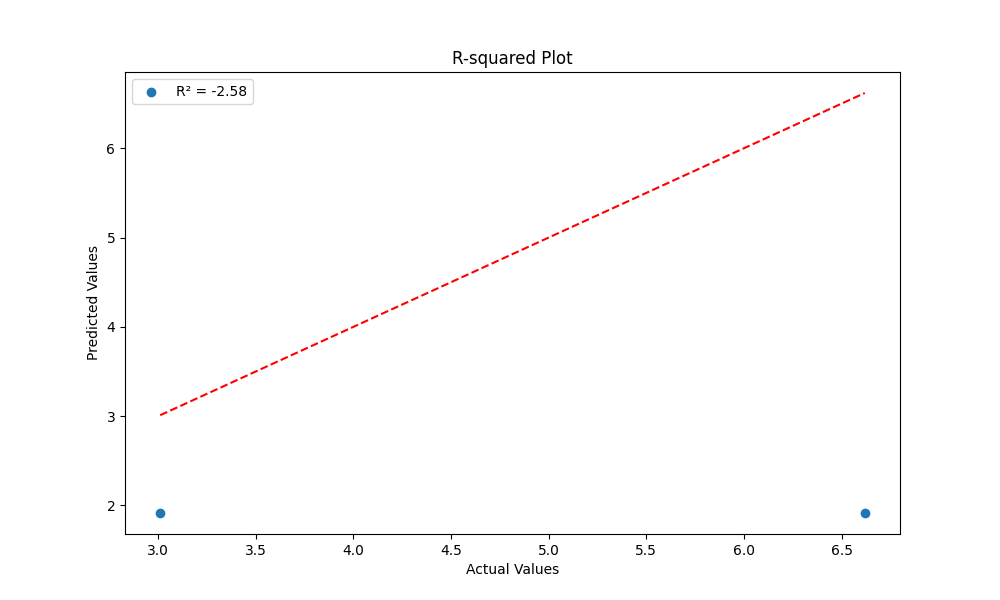 R-squared Plot
R² = -2.58
Predicted Values
6
5
4
3
2
3.0 3.5 4.0 4.5 5.0 5.5 6.0 6.5
Actual Values